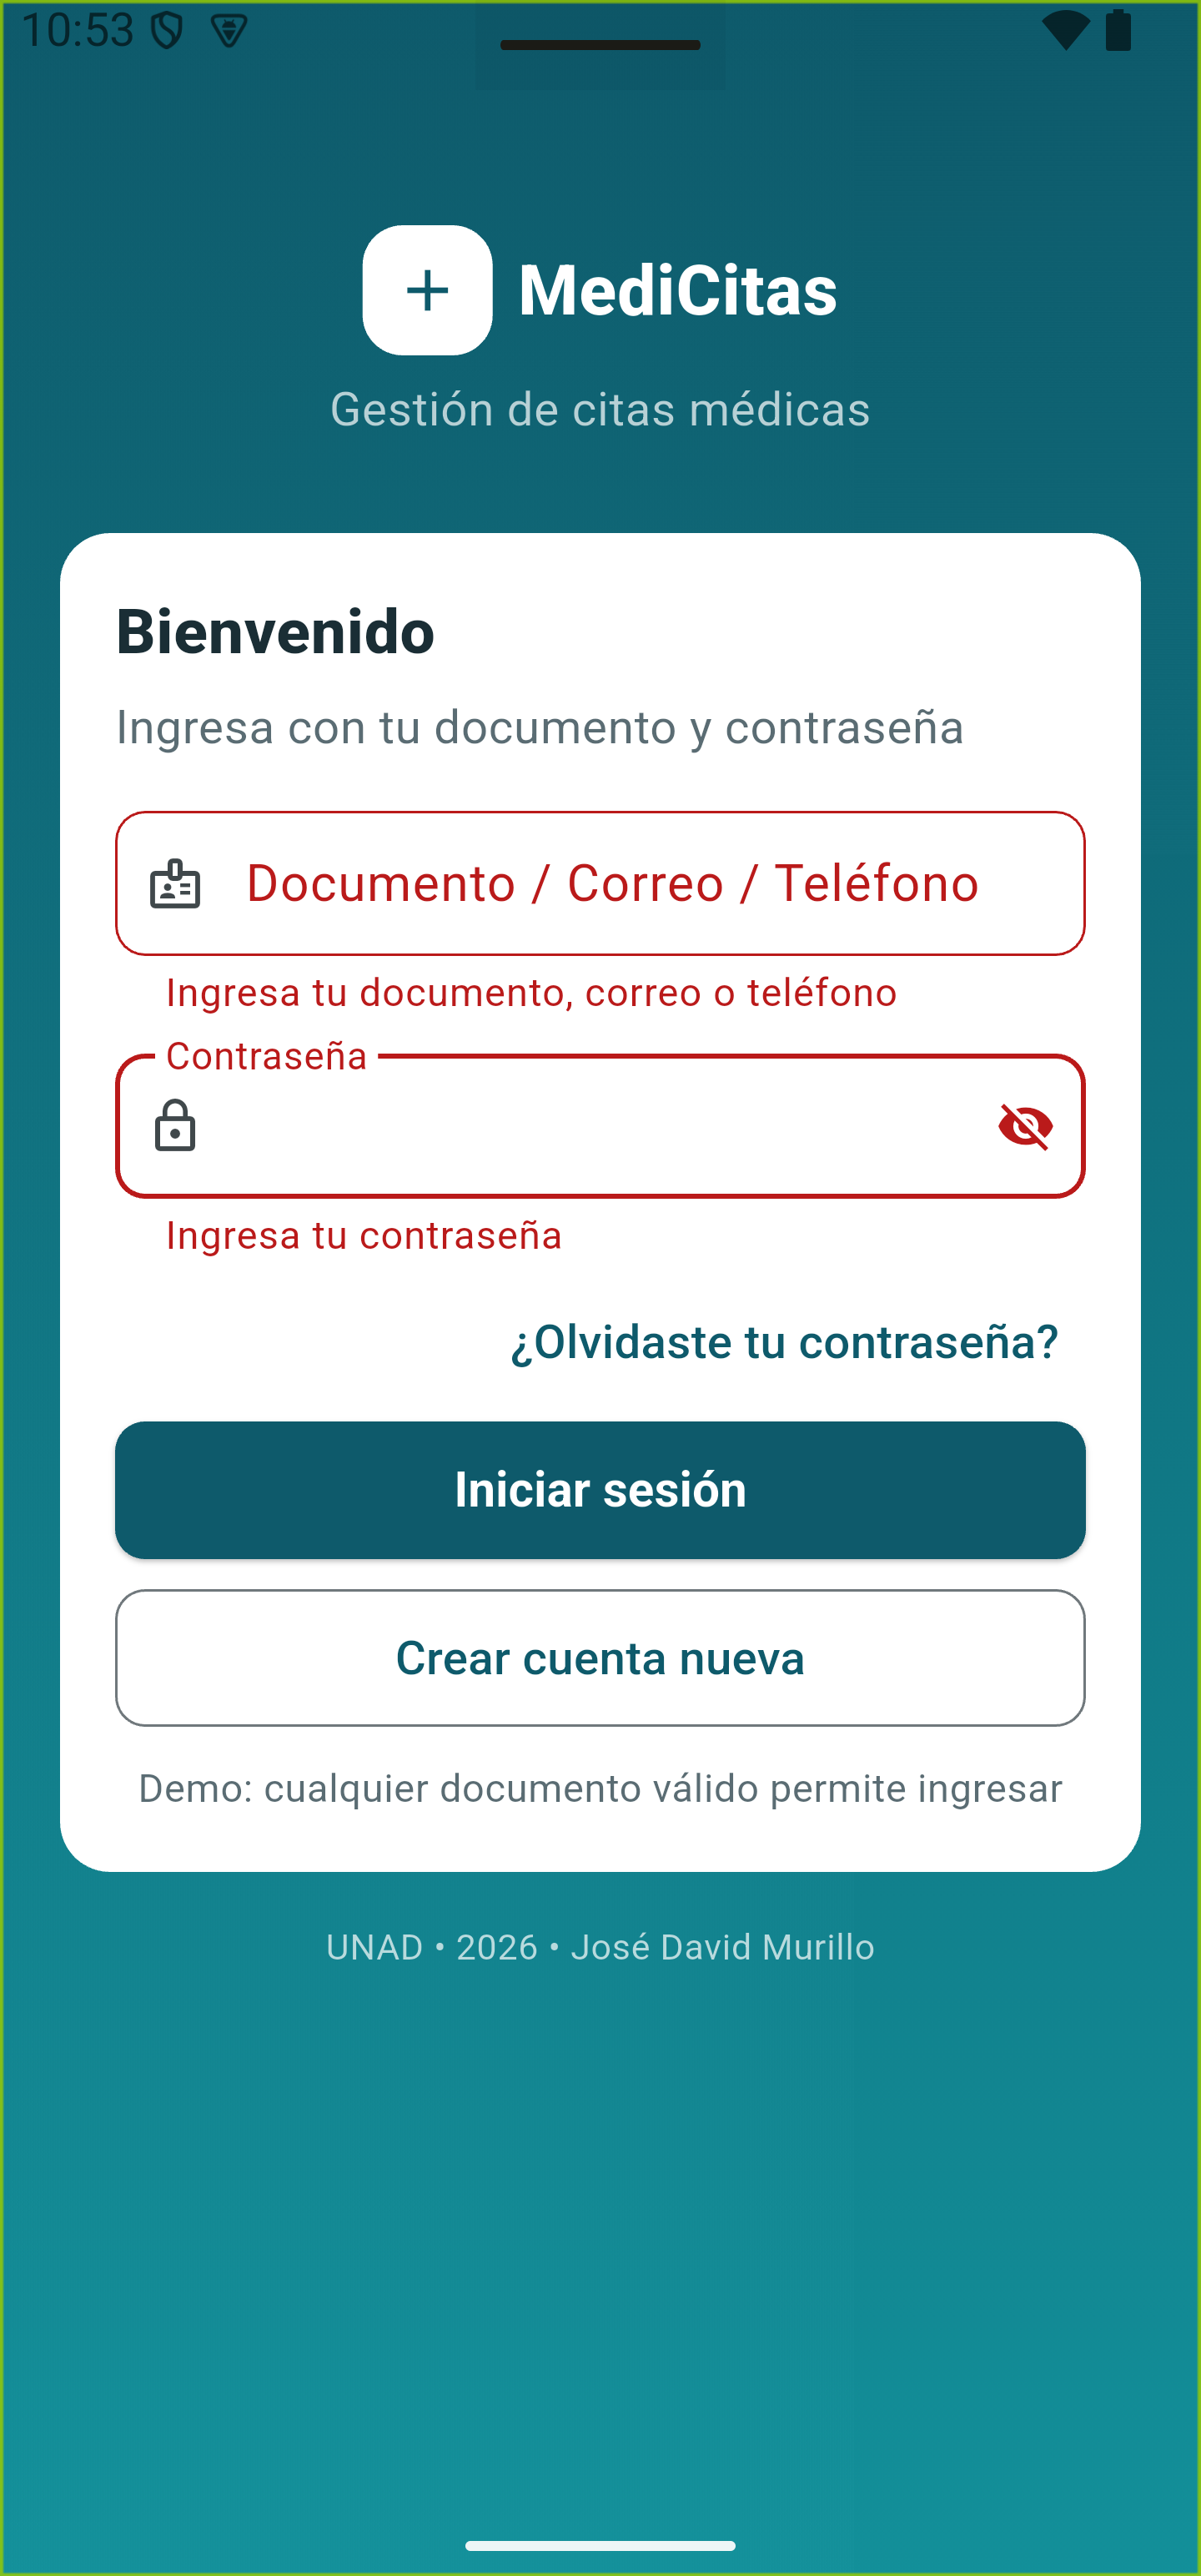 10:53
MediCitas
Gestión de citas médicas
Bienvenido
Ingresa con tu documento y contraseña
Documento / Correo / Teléfono
Ingresa tu documento, correo o teléfono
Contraseña
Ingresa tu contraseña
¿Olvidaste tu contraseña?
Iniciar sesión
Crear cuenta nueva
Demo: cualquier documento válido permite ingresar
UNAD • 2026 • José David Murillo